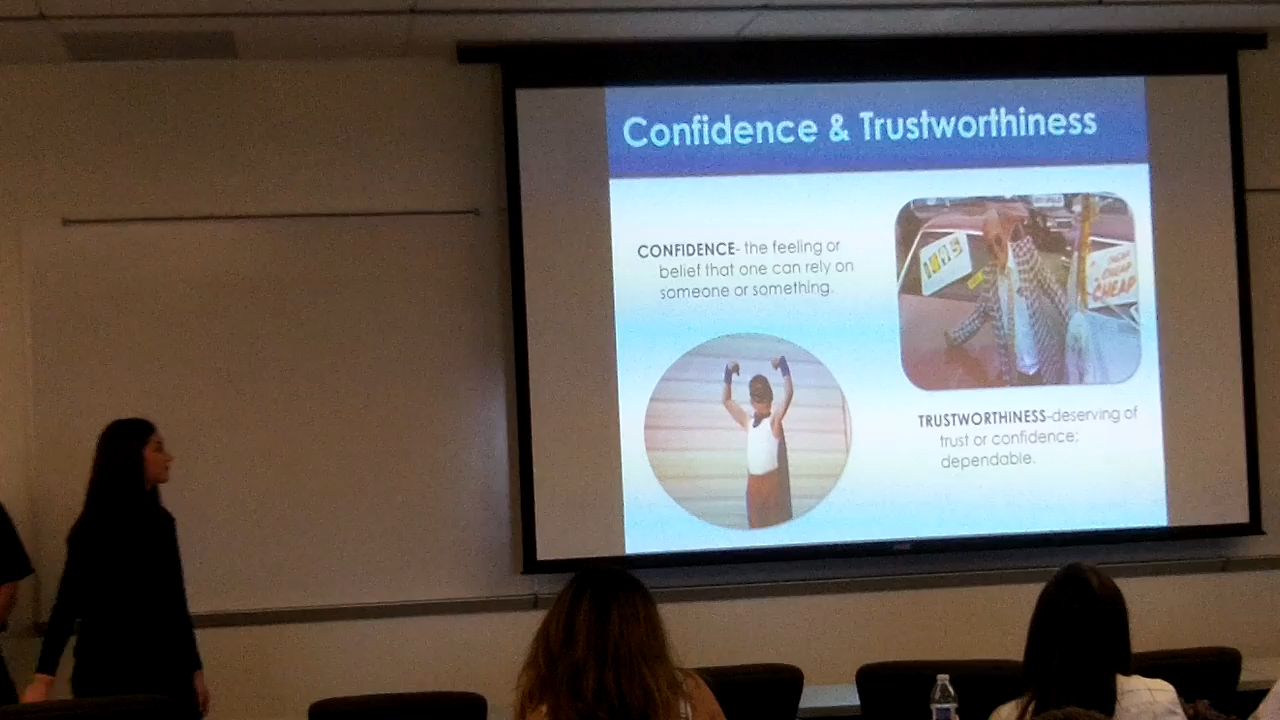 Confidence & Trustworthiness
CONFIDENCE- the feeling or
belief that one can rely on
someone or something.
CHEAP
CHEAP
TRUSTWORTHINESS-deserving of
trust or confidence;
dependable.